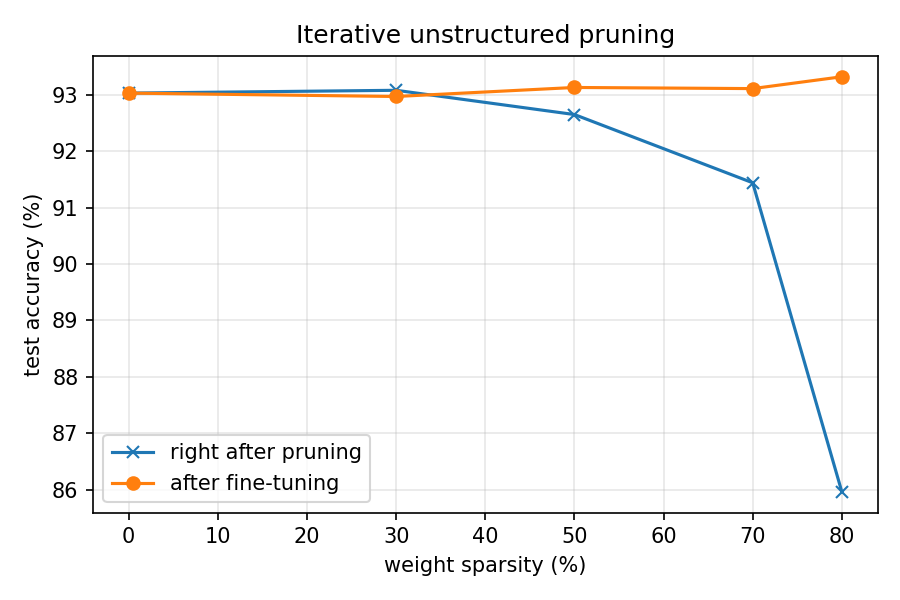 Iterative unstructured pruning
test accuracy (%)
93
92
91
90
89
88
87
86
right after pruning
after fine-tuning
0 10 20 30 40 50 60 70 80
weight sparsity (%)